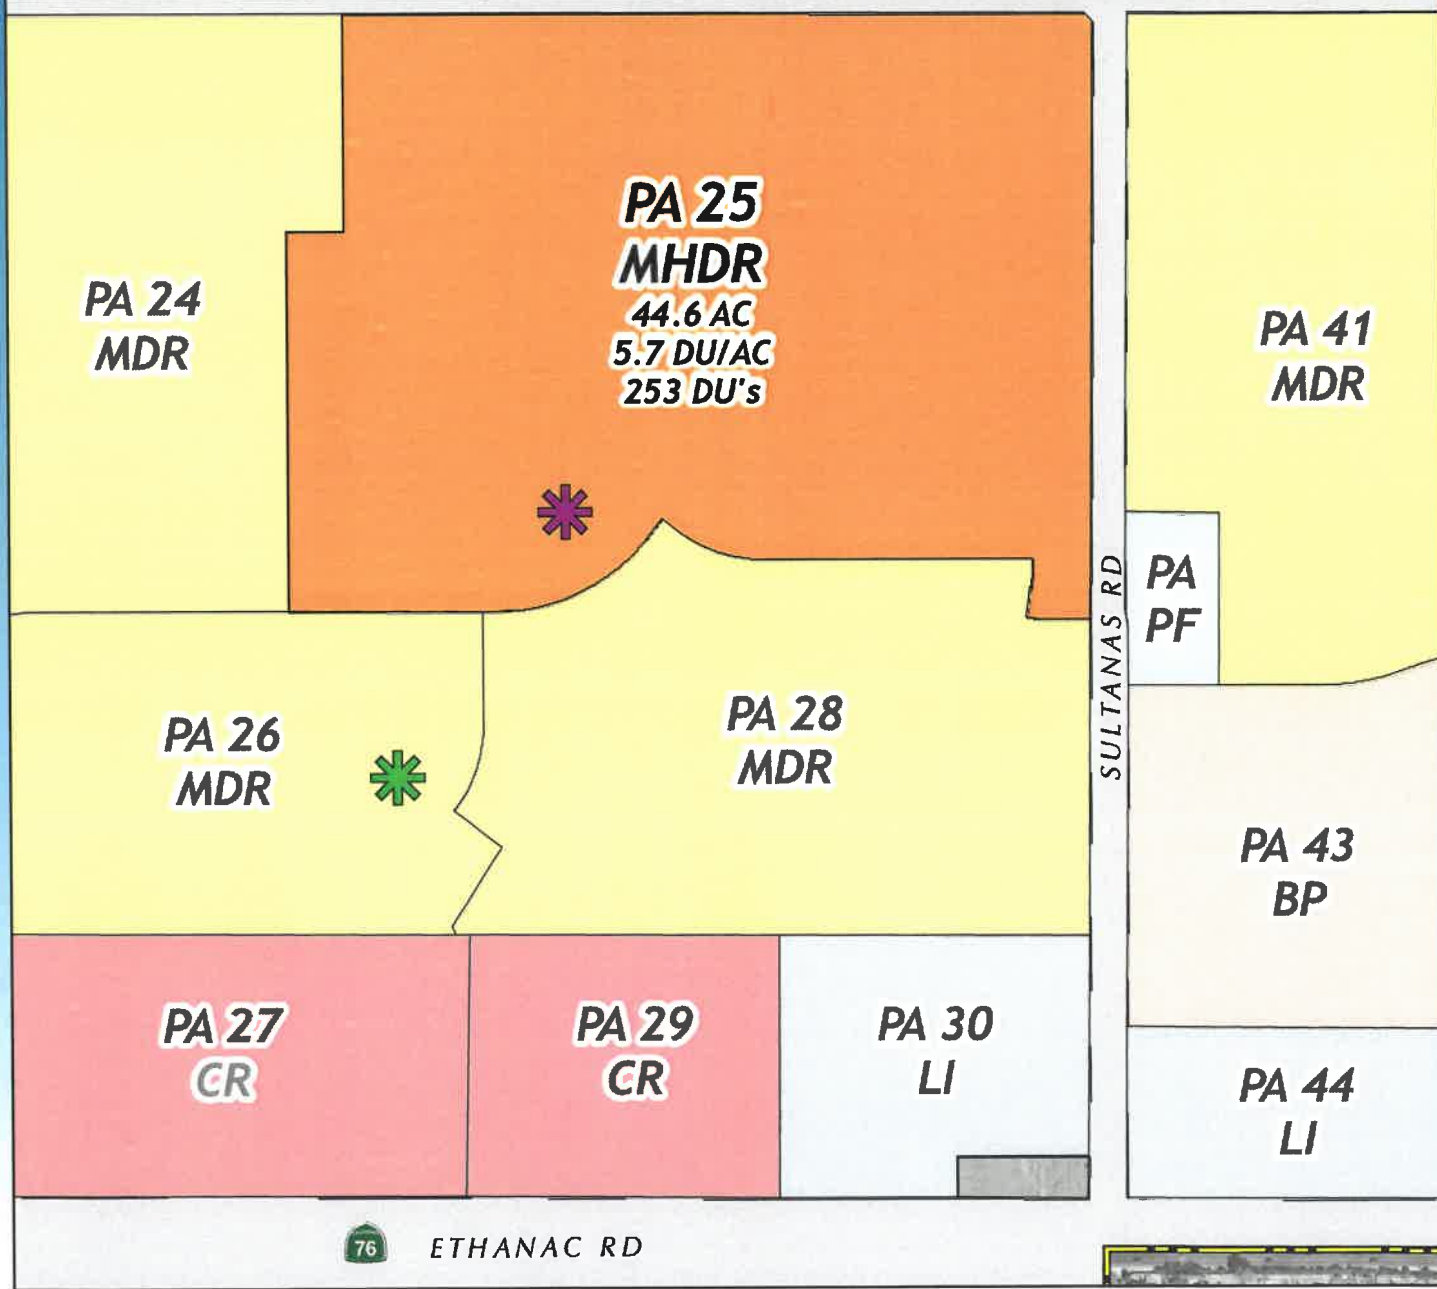 PA 25
MHDR
44.6 AC
5.7 DU/AC
253 DU's
PA 24
MDR
PA 41
MDR
PA
PF
SULTANAS RD
PA 26
MDR
PA 28
MDR
PA 43
BP
PA 27
CR
PA 29
CR
PA 30
LI
PA 44
LI
76
ETHANAC RD